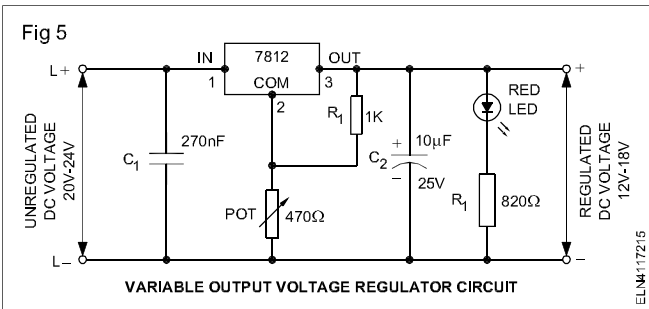 Fig 5
L+
IN
1
7812
COM
2
OUT
3
+
UNREGULATED
DC VOLTAGE
20V-24V
C1
270nF
R1
1K
POT
470Ω
+
10µF
C2
−
25V
RED
LED
R1
820Ω
REGULATED
DC VOLTAGE
12V-18V
L−
−
VARIABLE OUTPUT VOLTAGE REGULATOR CIRCUIT
ELN4117215